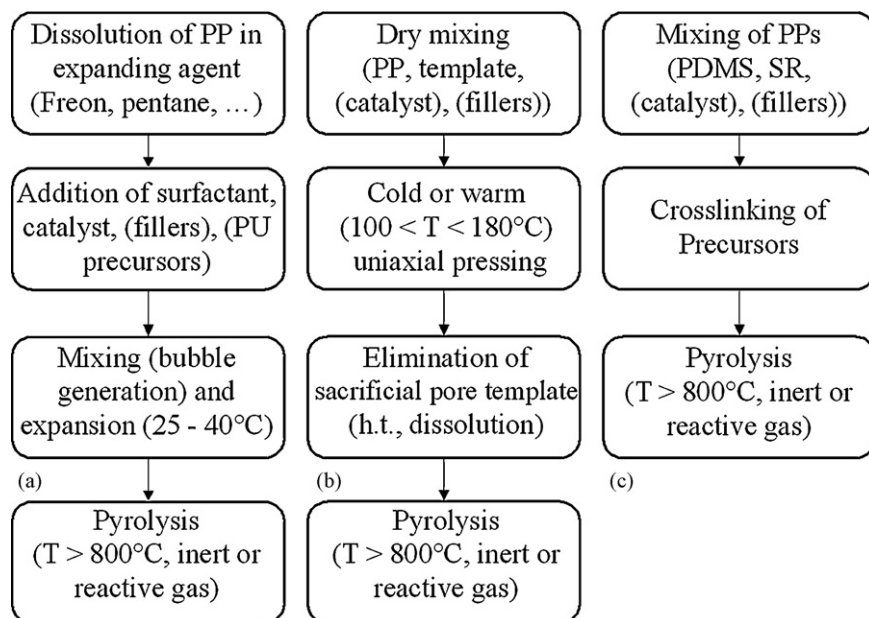 Dissolution of PP in
expanding agent
(Freon, pentane, …)
Addition of surfactant,
catalyst, (fillers), (PU
precursors)
Mixing (bubble
generation) and
expansion (25 - 40°C)
(a)
Pyrolysis
(T > 800°C, inert or
reactive gas)
Dry mixing
(PP, template,
(catalyst), (fillers))
Cold or warm
(100 < T < 180°C)
uniaxial pressing
Elimination of
sacrificial pore template
(h.t., dissolution)
(b)
Pyrolysis
(T > 800°C, inert or
reactive gas)
Mixing of PPs
(PDMS, SR,
(catalyst), (fillers))
Crosslinking of
Precursors
Pyrolysis
(T > 800°C, inert or
reactive gas)
(c)